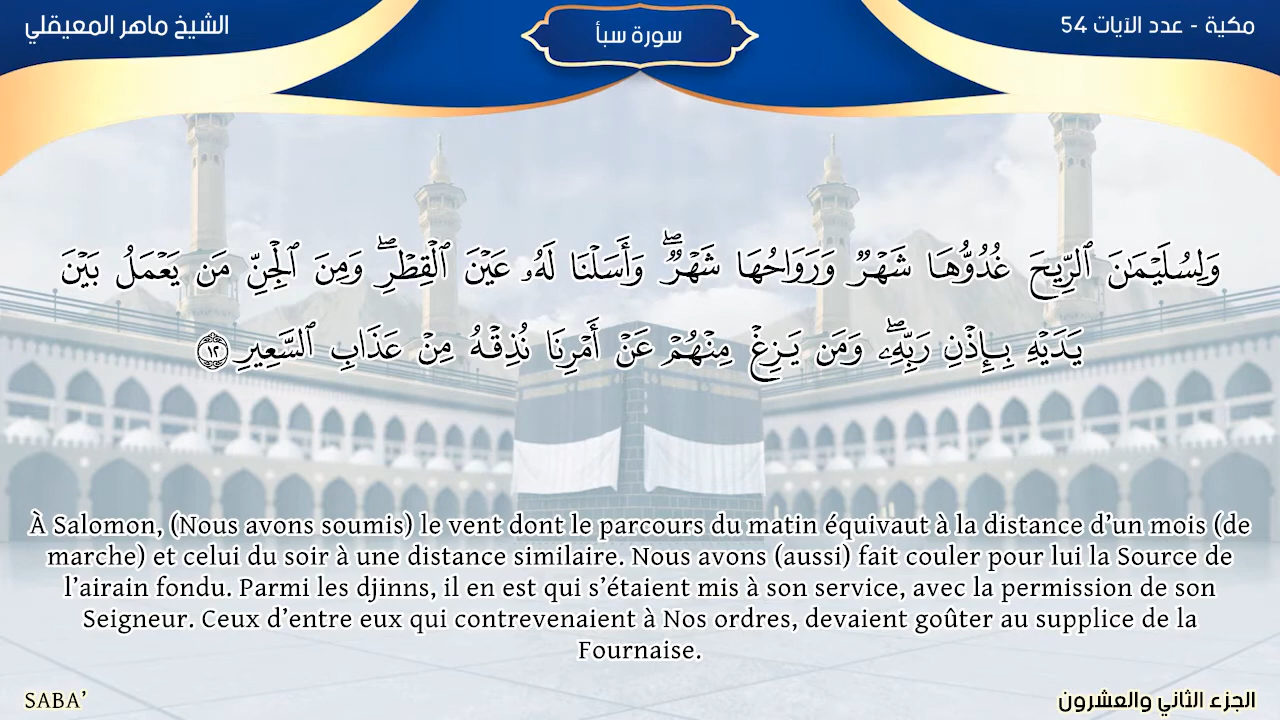 مكية - عدد الآيات 54
سورة سبأ
الشيخ ماهر المعيقلي
وَلِسُلَيْمَٰنَ ٱلرِّيحَ غُدُوُّهَا شَهْرٌ وَرَوَاحُهَا شَهْرٌ ۖ وَأَسَلْنَا لَهُۥ عَيْنَ ٱلْقِطْرِ ۖ وَمِنَ ٱلْجِنِّ مَن يَعْمَلُ بَيْنَ
يَدَيْهِ بِإِذْنِ رَبِّهِۦ ۖ وَمَن يَزِغْ مِنْهُمْ عَنْ أَمْرِنَا نُذِقْهُ مِنْ عَذَابِ ٱلسَّعِيرِ ١٢
À Salomon, (Nous avons soumis) le vent dont le parcours du matin équivaut à la distance d’un mois (de
marche) et celui du soir à une distance similaire. Nous avons (aussi) fait couler pour lui la Source de
l’airain fondu. Parmi les djinns, il en est qui s’étaient mis à son service, avec la permission de son
Seigneur. Ceux d’entre eux qui contrevenaient à Nos ordres, devaient goûter au supplice de la
Fournaise.
SABA’
الجزء الثاني والعشرون